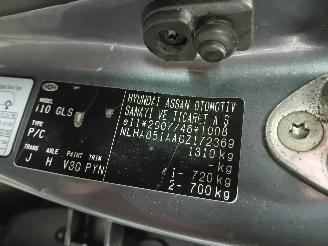 HYUNDAI ASSAN OTOMOTIV
SANAYI VE TICARET A.S
e11*2007/46*1008
1310 kg
kg
1- 720 kg
2- 700 kg
MODEL i10 GLS
TYPE P/C
TRANS AXLE PAINT TRIM
J H V3G PYN